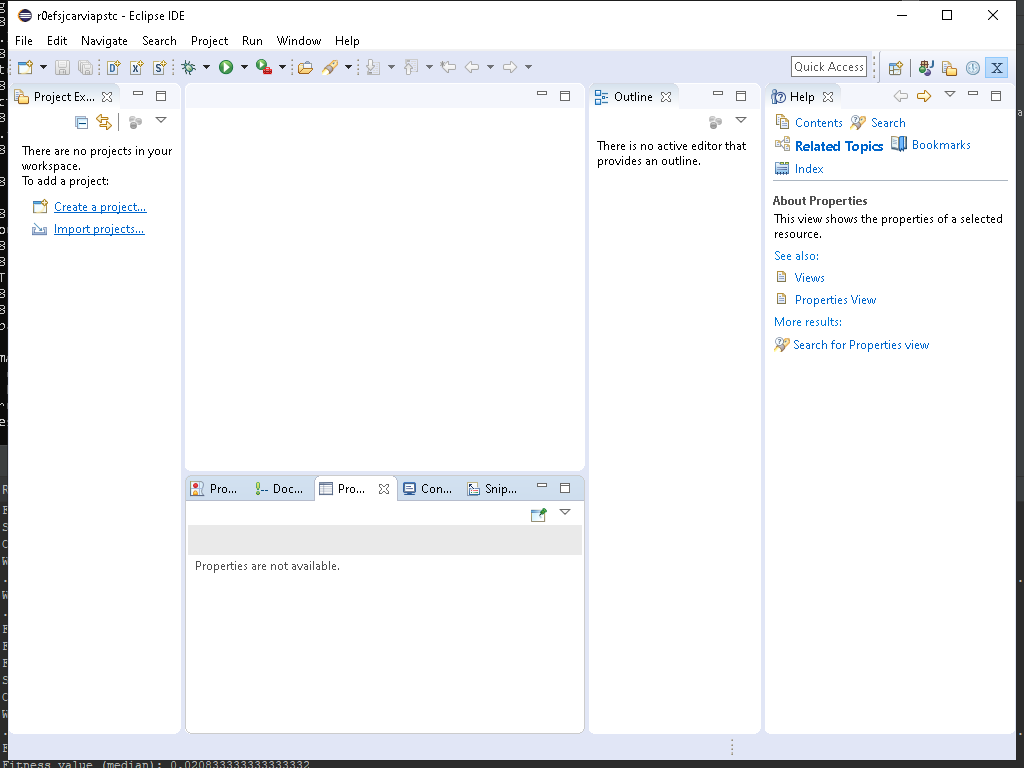 r0efsjcarviapstc - Eclipse IDE
File Edit Navigate Search Project Run Window Help
Quick Access
Project Ex...
There are no projects in your
workspace.
To add a project:
Create a project...
Import projects...
Outline
There is no active editor that
provides an outline.
Help
Contents Search
Related Topics Bookmarks
Index
About Properties
This view shows the properties of a selected
resource.
See also:
Views
Properties View
More results:
Search for Properties view
Pro... Doc... Pro... Con... Snip...
Properties are not available.
Fitness value (median): 0.020833333333333332